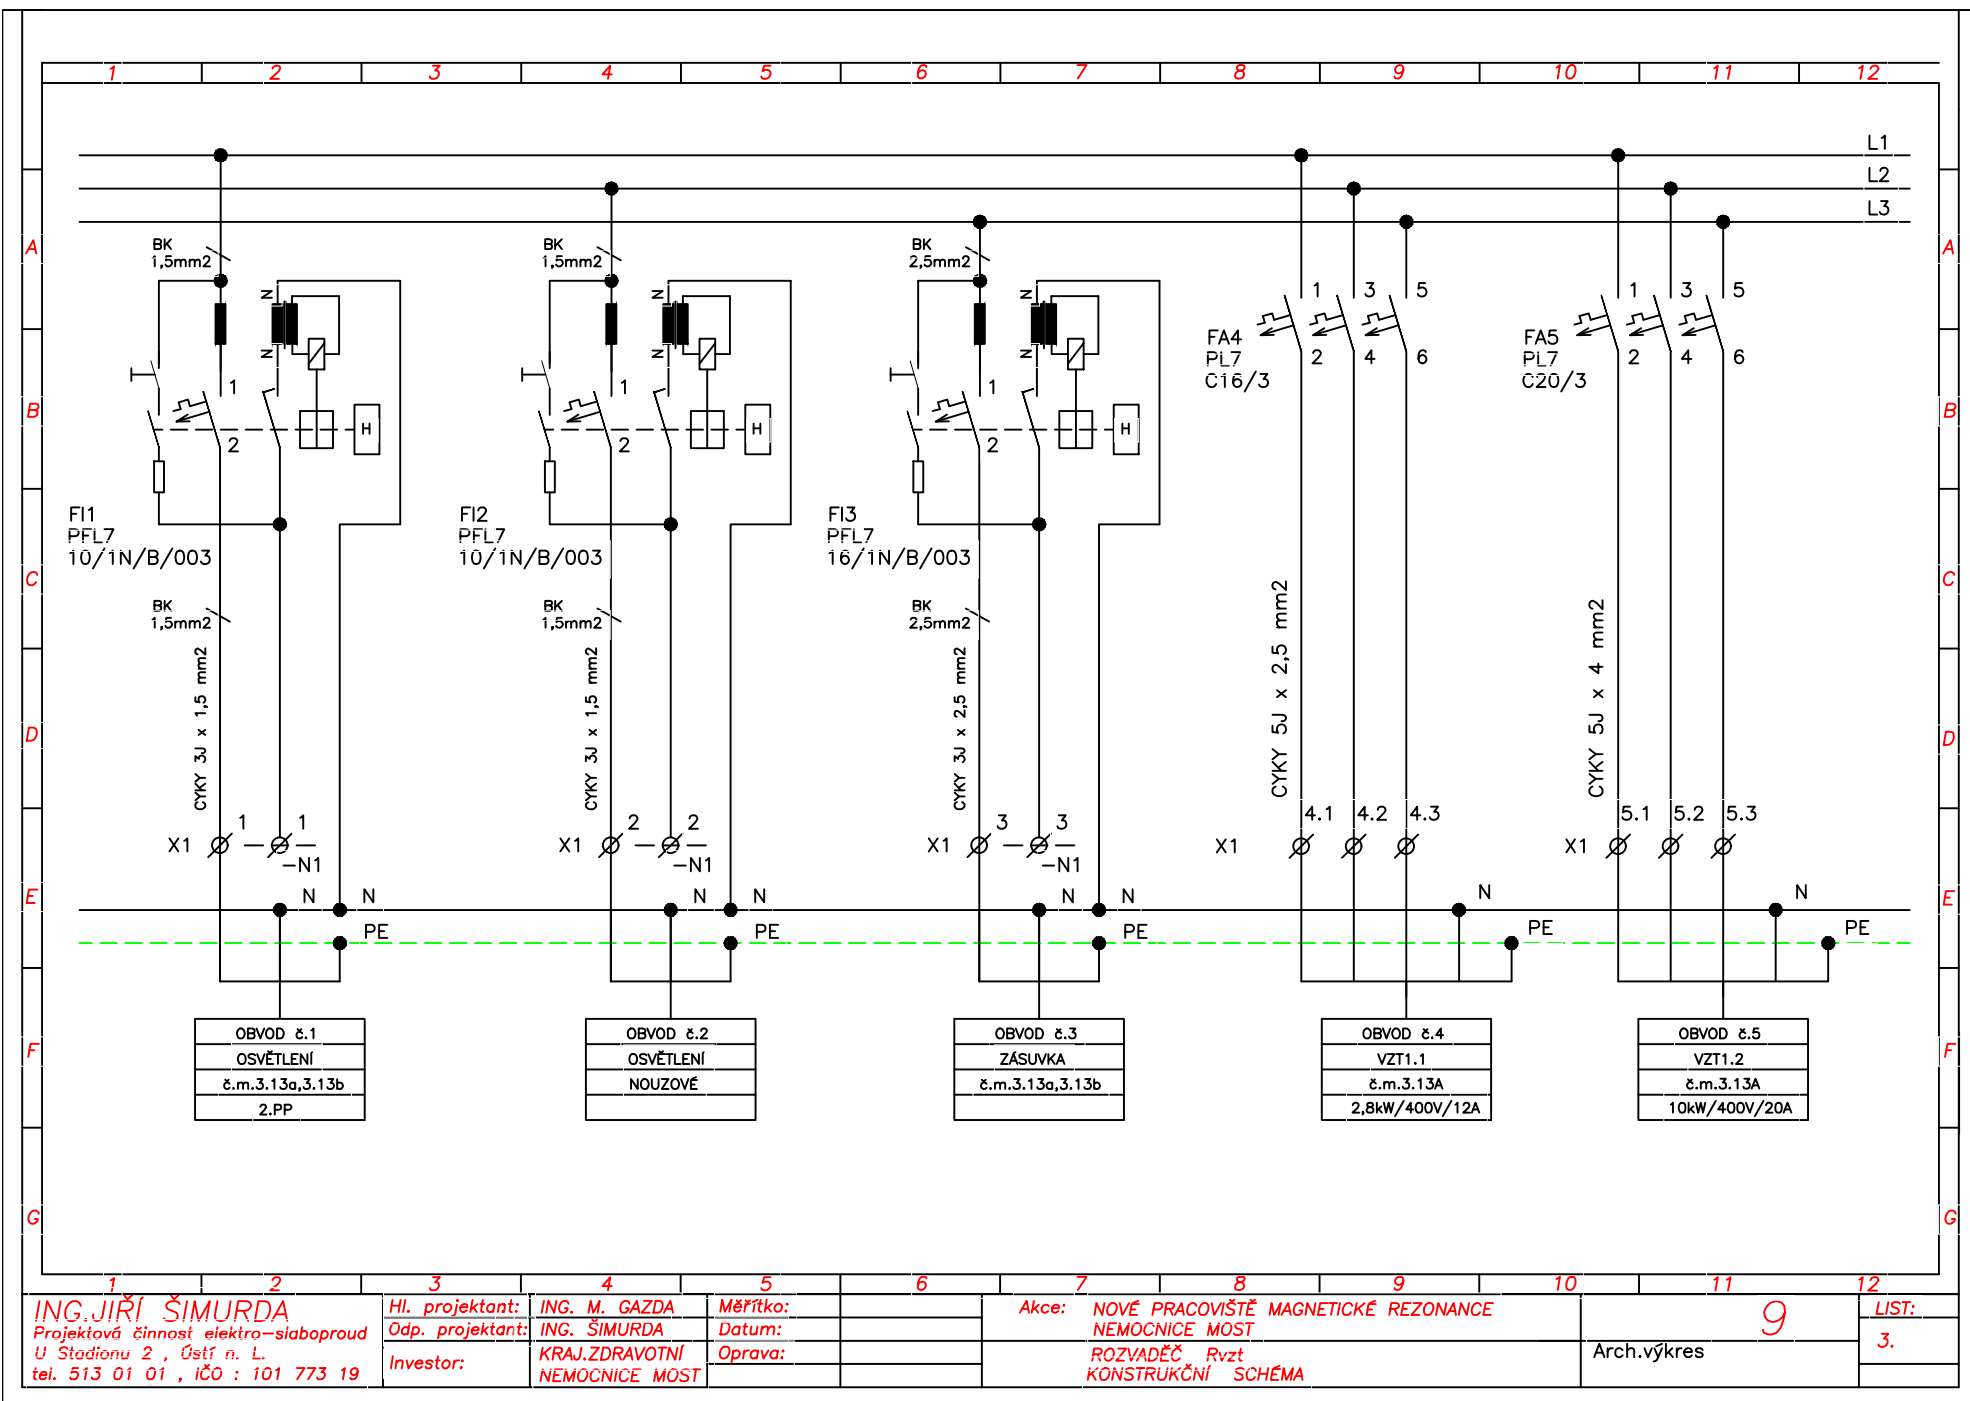 1 2 3 4 5 6 7 8 9 10 11 12
L1
L2
L3
A A
BK
1,5mm2
BK
1,5mm2
BK
2,5mm2
N N N
1 3 5
1 3 5
FA4
PL7
C16/3
FA5
PL7
C20/3
N N N
2 4 6
2 4 6
1 1 1
B B
H H H
2 2 2
FI1
PFL7
10/1N/B/003
FI2
PFL7
10/1N/B/003
FI3
PFL7
16/1N/B/003
C C
BK
1,5mm2
BK
1,5mm2
BK
2,5mm2
CYKY 3J x 1,5 mm2
CYKY 3J x 1,5 mm2
CYKY 3J x 2,5 mm2
CYKY 5J x 2,5 mm2
CYKY 5J x 4 mm2
D D
X1 1 1 -N1
X1 2 2 -N1
X1 3 3 -N1
X1 4.1 4.2 4.3
X1 5.1 5.2 5.3
E E
N N N N N N N N
PE PE PE PE PE
F F
OBVOD č.1
OSVĚTLENÍ
č.m.3.13a,3.13b
2.PP
OBVOD č.2
OSVĚTLENÍ
NOUZOVÉ
OBVOD č.3
ZÁSUVKA
č.m.3.13a,3.13b
OBVOD č.4
VZT1.1
č.m.3.13A
2,8kW/400V/12A
OBVOD č.5
VZT1.2
č.m.3.13A
10kW/400V/20A
G G
1 2 3 4 5 6 7 8 9 10 11 12
ING.JIŘÍ ŠIMURDA
Projektová činnost elektro-slaboproud
U Stadionu 2 , Ústí n. L.
tel. 513 01 01 , IČO : 101 773 19
Hl. projektant: ING. M. GAZDA
Odp. projektant: ING. ŠIMURDA
Investor: KRAJ.ZDRAVOTNÍ
NEMOCNICE MOST
Měřítko:
Datum:
Oprava:
Akce: NOVÉ PRACOVIŠTĚ MAGNETICKÉ REZONANCE
NEMOCNICE MOST
ROZVADĚČ Rvzt
KONSTRUKČNÍ SCHÉMA
9
Arch.výkres
LIST:
3.